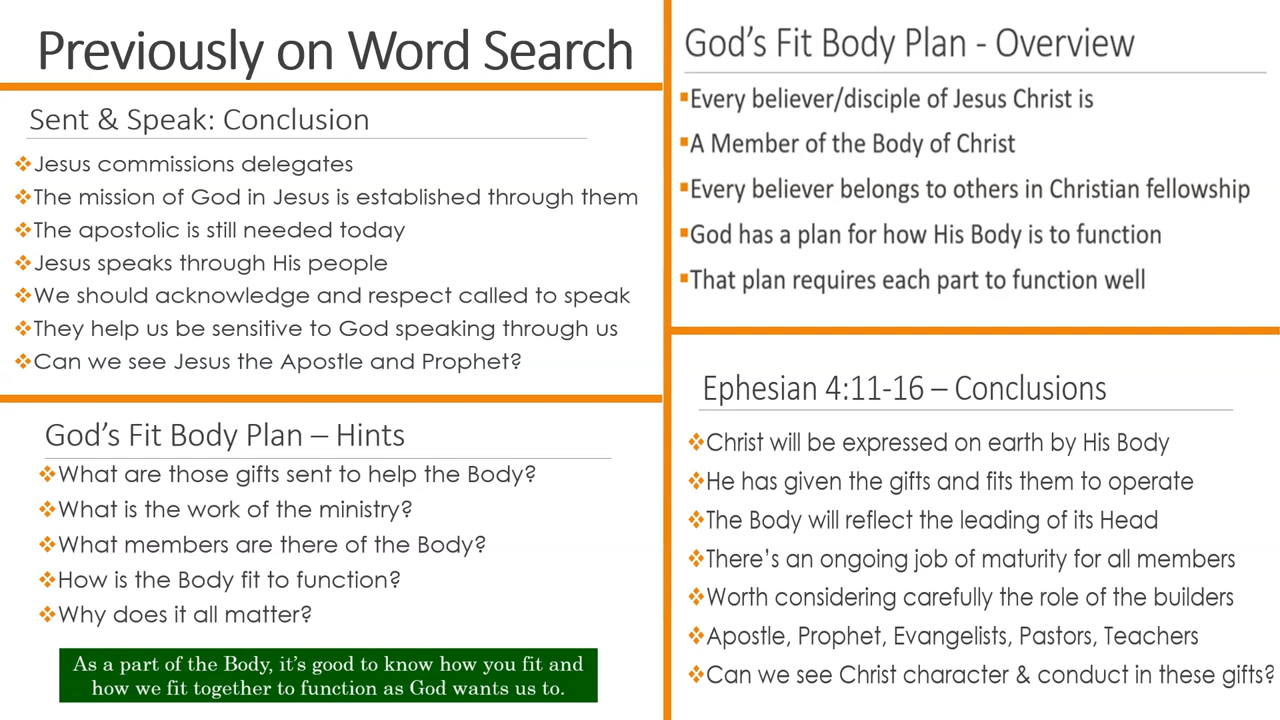 Previously on Word Search
Sent & Speak: Conclusion
❖Jesus commissions delegates
❖The mission of God in Jesus is established through them
❖The apostolic is still needed today
❖Jesus speaks through His people
❖We should acknowledge and respect called to speak
❖They help us be sensitive to God speaking through us
❖Can we see Jesus the Apostle and Prophet?
God's Fit Body Plan – Hints
❖What are those gifts sent to help the Body?
❖What is the work of the ministry?
❖What members are there of the Body?
❖How is the Body fit to function?
❖Why does it all matter?
As a part of the Body, it's good to know how you fit and
how we fit together to function as God wants us to.
God's Fit Body Plan - Overview
▪Every believer/disciple of Jesus Christ is
▪A Member of the Body of Christ
▪Every believer belongs to others in Christian fellowship
▪God has a plan for how His Body is to function
▪That plan requires each part to function well
Ephesian 4:11-16 – Conclusions
❖Christ will be expressed on earth by His Body
❖He has given the gifts and fits them to operate
❖The Body will reflect the leading of its Head
❖There's an ongoing job of maturity for all members
❖Worth considering carefully the role of the builders
❖Apostle, Prophet, Evangelists, Pastors, Teachers
❖Can we see Christ character & conduct in these gifts?